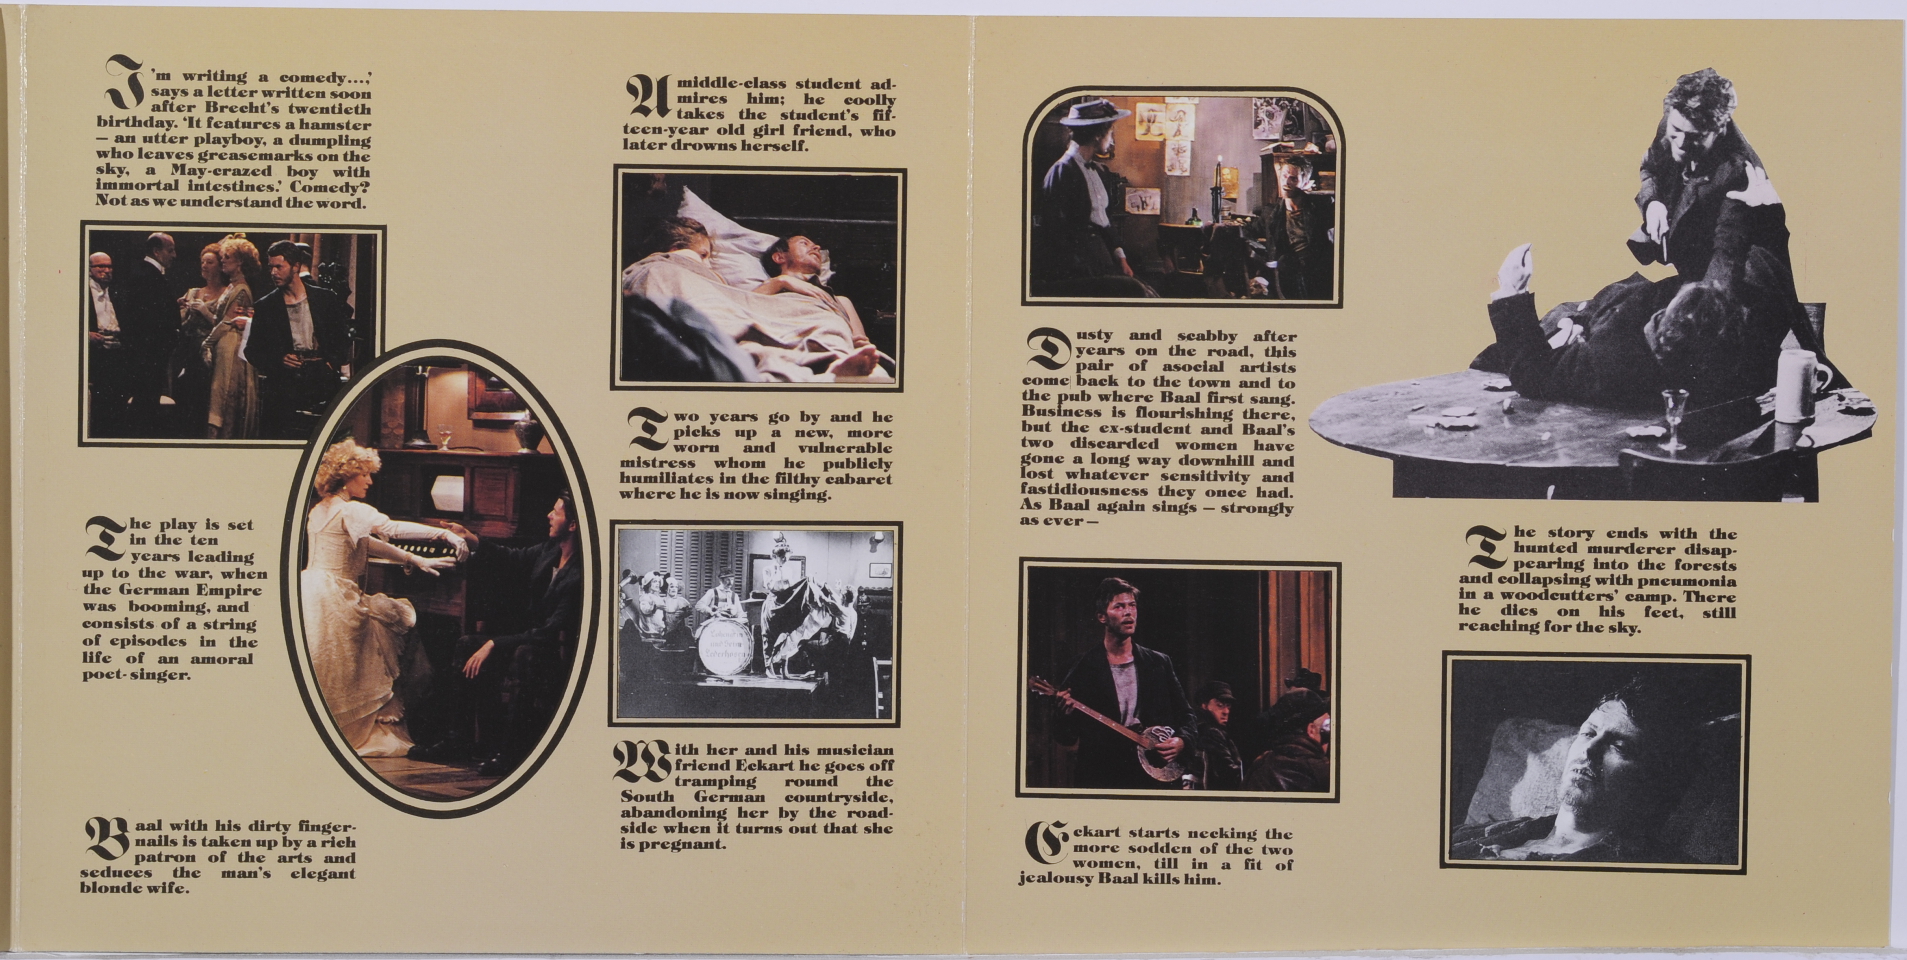 I'm writing a comedy...,'
says a letter written soon
after Brecht's twentieth
birthday. 'It features a hamster
— an utter playboy, a dumpling
who leaves greasemarks on the
sky, a May-crazed boy with
immortal intestines.' Comedy?
Not as we understand the word.
The play is set
in the ten
years leading
up to the war, when
the German Empire
was booming, and
consists of a string
of episodes in the
life of an amoral
poet-singer.
Baal with his dirty finger-
nails is taken up by a rich
patron of the arts and
seduces the man's elegant
blonde wife.
A middle-class student ad-
mires him; he coolly
takes the student's fif-
teen-year old girl friend, who
later drowns herself.
Two years go by and he
picks up a new, more
worn and vulnerable
mistress whom he publicly
humiliates in the filthy cabaret
where he is now singing.
With her and his musician
friend Eckart he goes off
tramping round the
South German countryside,
abandoning her by the road-
side when it turns out that she
is pregnant.
Dusty and scabby after
years on the road, this
pair of asocial artists
come back to the town and to
the pub where Baal first sang.
Business is flourishing there,
but the ex-student and Baal's
two discarded women have
gone a long way downhill and
lost whatever sensitivity and
fastidiousness they once had.
As Baal again sings — strongly
as ever —
Eckart starts necking the
more sodden of the two
women, till in a fit of
jealousy Baal kills him.
The story ends with the
hunted murderer disap-
pearing into the forests
and collapsing with pneumonia
in a woodcutters' camp. There
he dies on his feet, still
reaching for the sky.